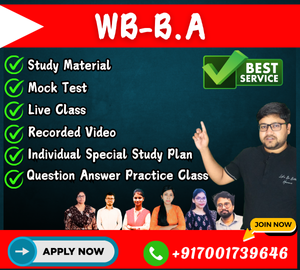 WB-B.A
Study Material
BEST
SERVICE
Mock Test
Live Class
Recorded Video
Individual Special Study Plan
Question Answer Practice Class
JOIN NOW
APPLY NOW
+917001739646